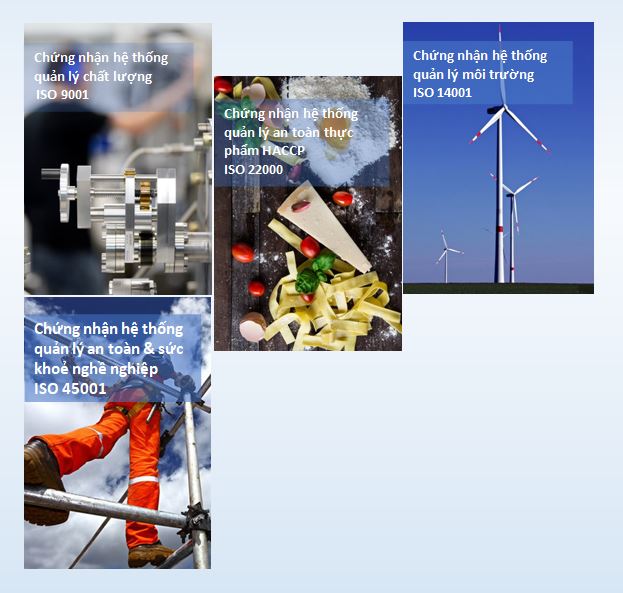 Chứng nhận hệ thống
quản lý chất lượng
ISO 9001
Chứng nhận hệ thống
quản lý an toàn thực
phẩm HACCP
ISO 22000
Chứng nhận hệ thống
quản lý môi trường
ISO 14001
Chứng nhận hệ thống
quản lý an toàn & sức
khoẻ nghề nghiệp
ISO 45001